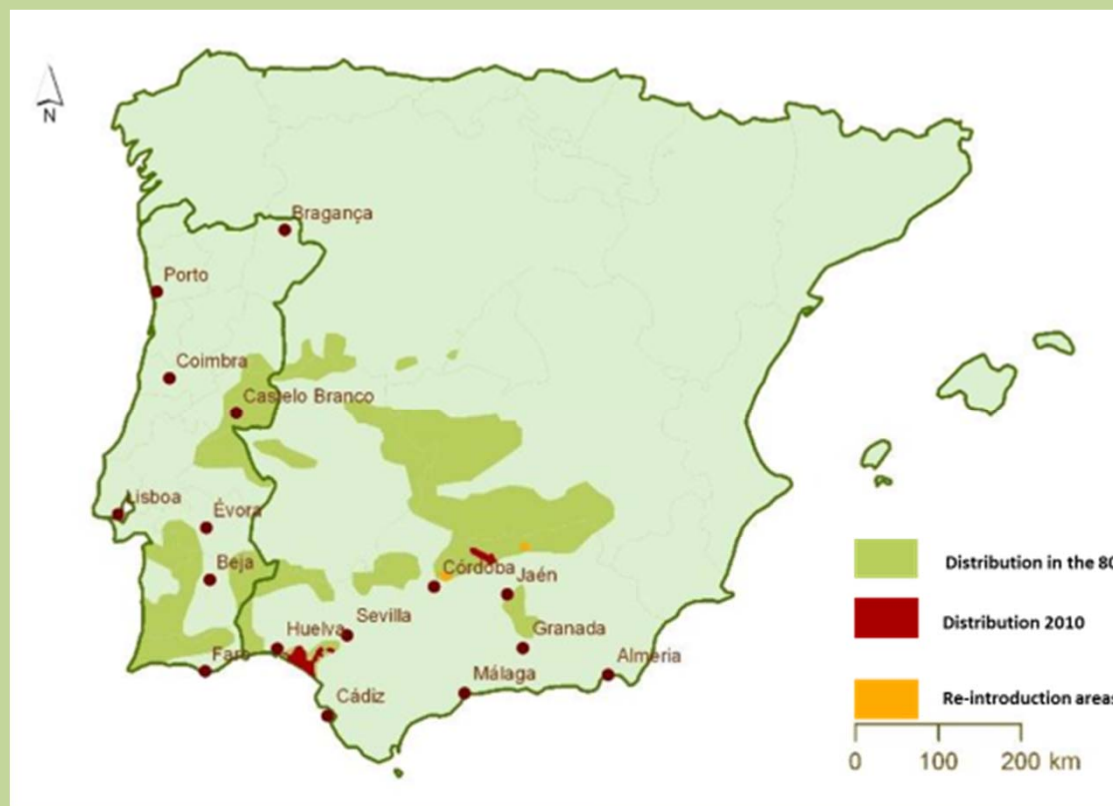 N
Bragança
Porto
Coimbra
Castelo Branco
Lisboa
Évora
Beja
Córdoba
Jaén
Sevilla
Huelva
Granada
Faro
Almeria
Málaga
Cádiz
Distribution in the 80
Distribution 2010
Re-introduction areas
0 100 200 km